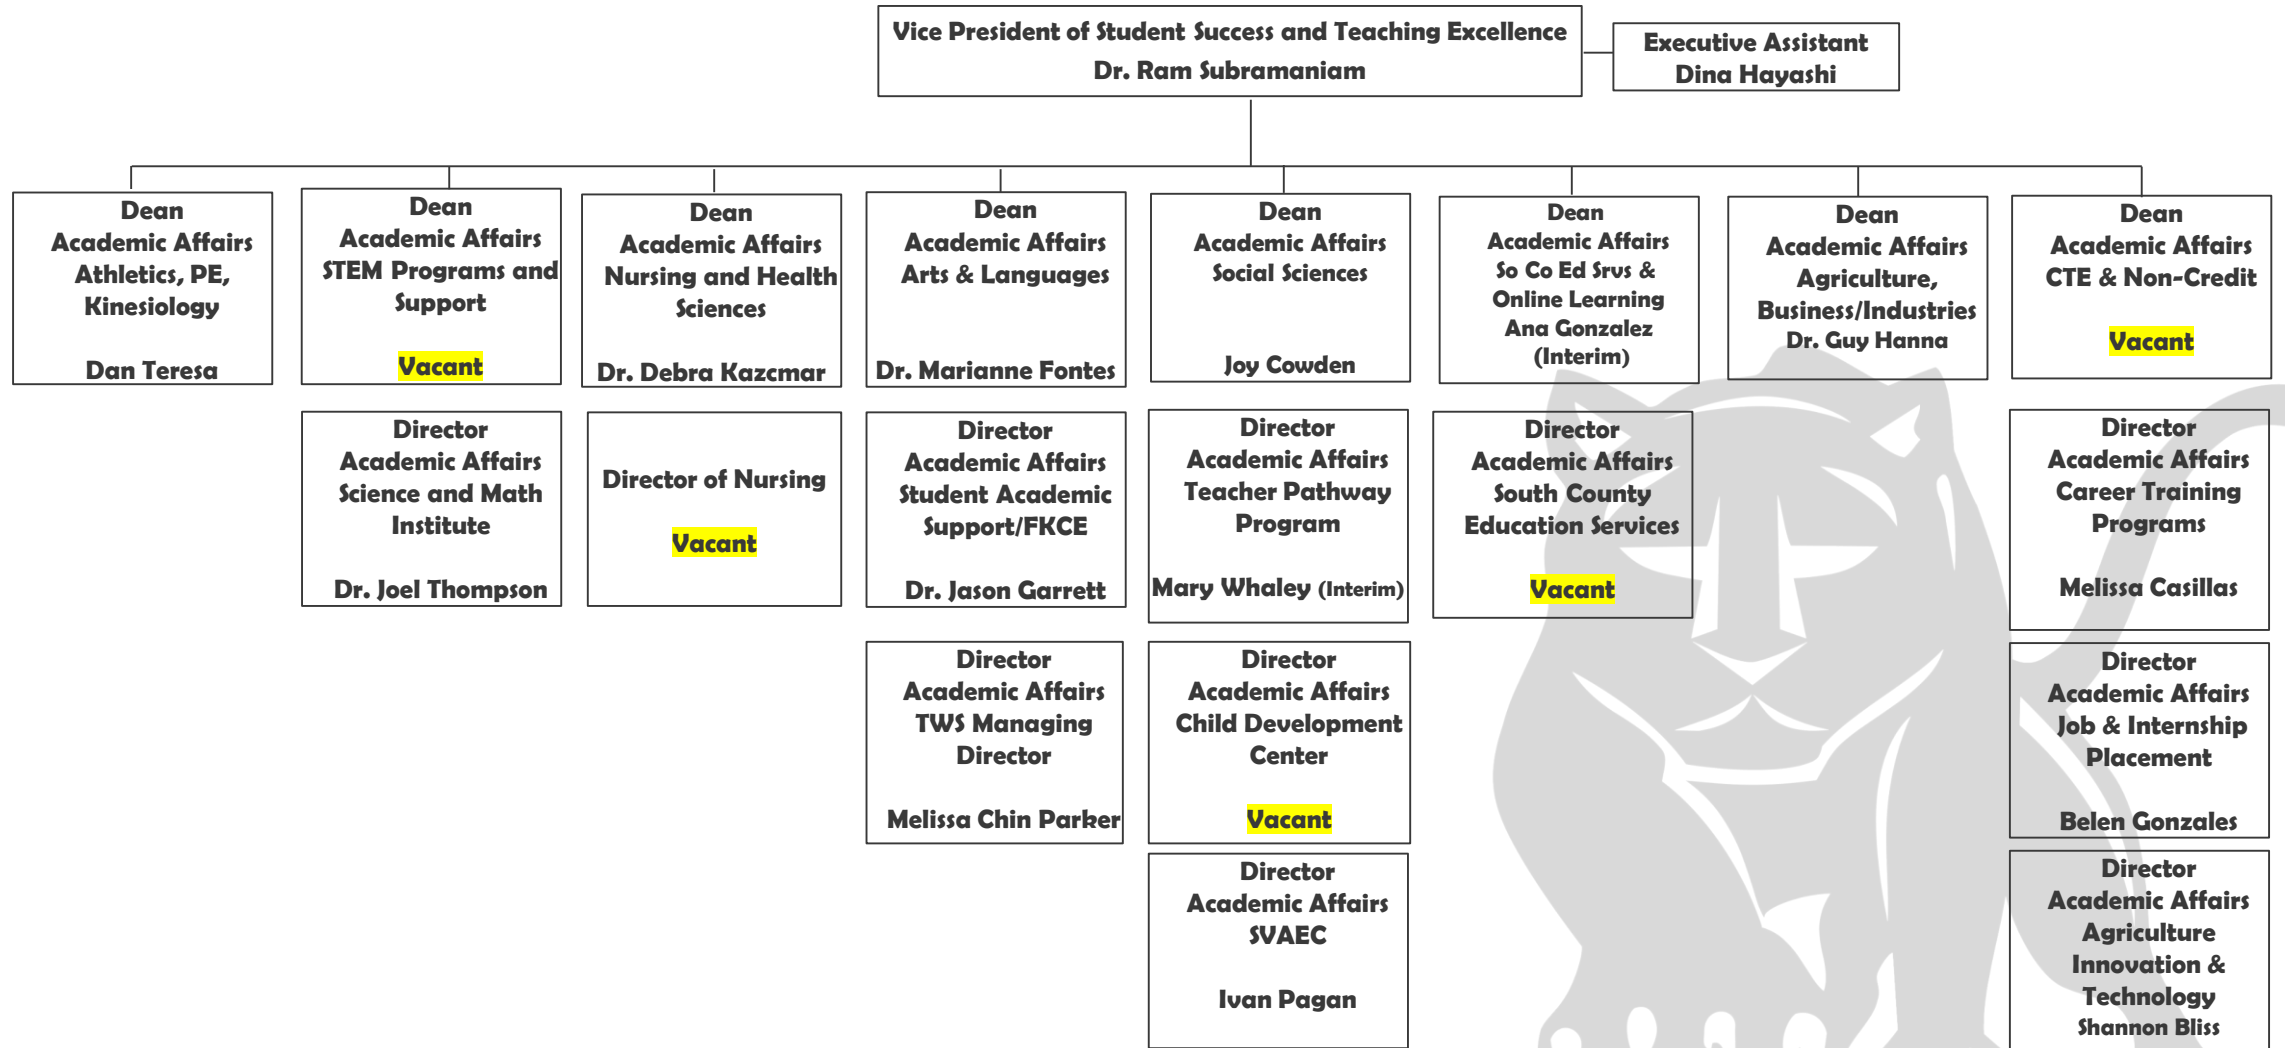 Vice President of Student Success and Teaching Excellence
Dr. Ram Subramaniam
Executive Assistant
Dina Hayashi
Dean
Academic Affairs
Athletics, PE,
Kinesiology
Dan Teresa
Dean
Academic Affairs
STEM Programs and
Support
Vacant
Dean
Academic Affairs
Nursing and Health
Sciences
Dr. Debra Kazcmar
Dean
Academic Affairs
Arts & Languages
Dr. Marianne Fontes
Dean
Academic Affairs
Social Sciences
Joy Cowden
Dean
Academic Affairs
So Co Ed Srvs &
Online Learning
Ana Gonzalez
(Interim)
Dean
Academic Affairs
Agriculture,
Business/Industries
Dr. Guy Hanna
Dean
Academic Affairs
CTE & Non-Credit
Vacant
Director
Academic Affairs
Science and Math
Institute
Dr. Joel Thompson
Director of Nursing
Vacant
Director
Academic Affairs
Student Academic
Support/FKCE
Dr. Jason Garrett
Director
Academic Affairs
Teacher Pathway
Program
Mary Whaley (Interim)
Director
Academic Affairs
South County
Education Services
Vacant
Director
Academic Affairs
Career Training
Programs
Melissa Casillas
Director
Academic Affairs
TWS Managing
Director
Melissa Chin Parker
Director
Academic Affairs
Child Development
Center
Vacant
Director
Academic Affairs
Job & Internship
Placement
Belen Gonzales
Director
Academic Affairs
SVAEC
Ivan Pagan
Director
Academic Affairs
Agriculture
Innovation &
Technology
Shannon Bliss